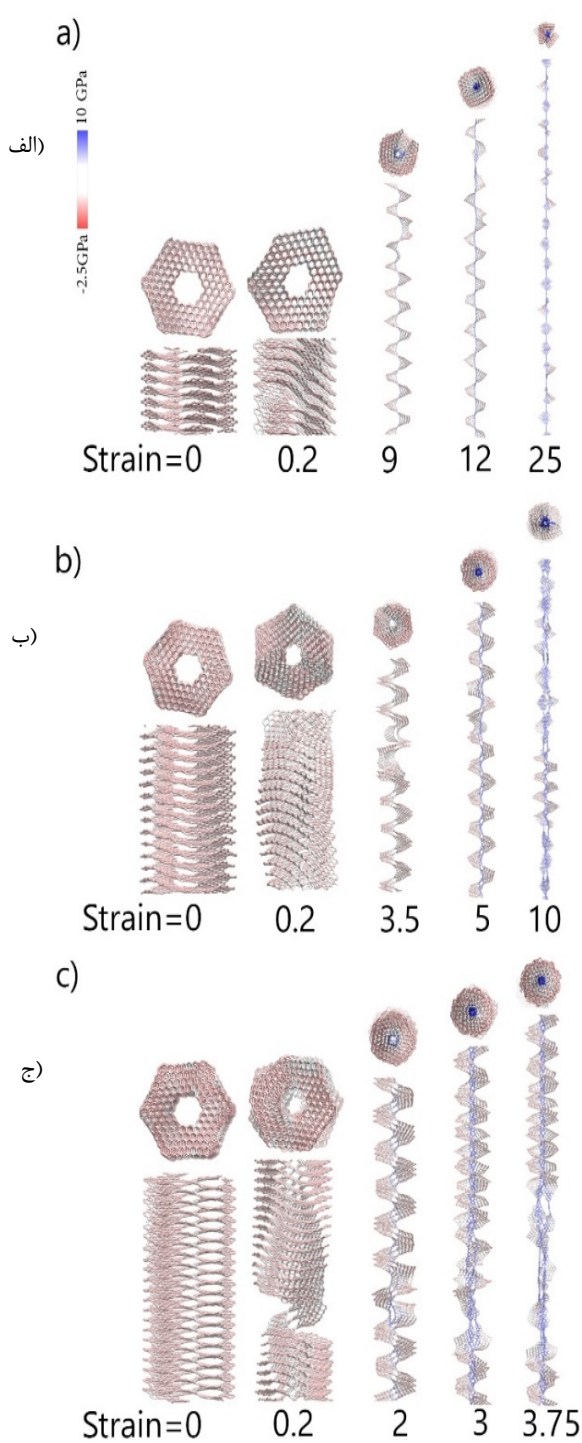 a)
10 GPa
-2.5GPa
الف)
Strain=0 0.2 9 12 25
b)
ب)
Strain=0 0.2 3.5 5 10
c)
ج)
Strain=0 0.2 2 3 3.75